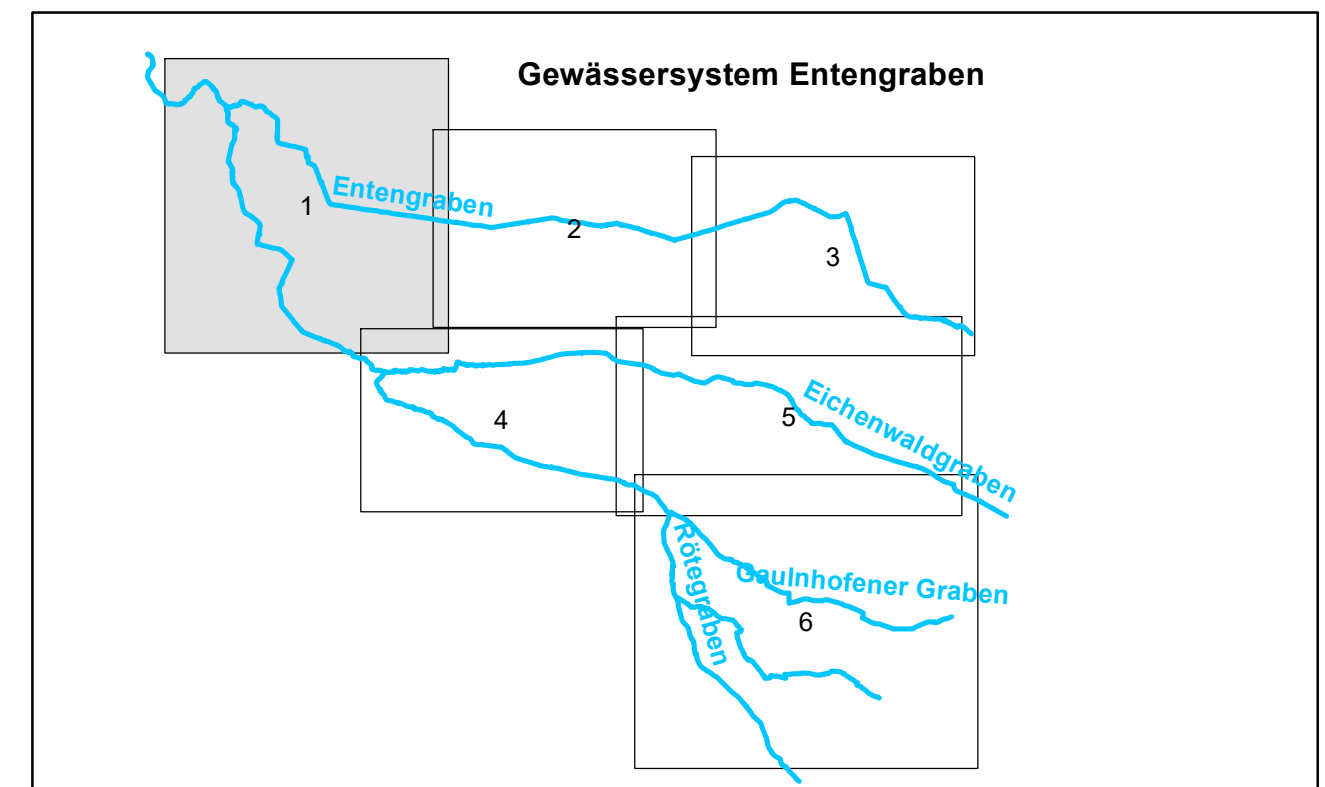 Gewässersystem Entengraben
1
Entengraben
2
3
4
5
Eichenwaldgraben
Rötegraben
Gaulnhofener Graben
6